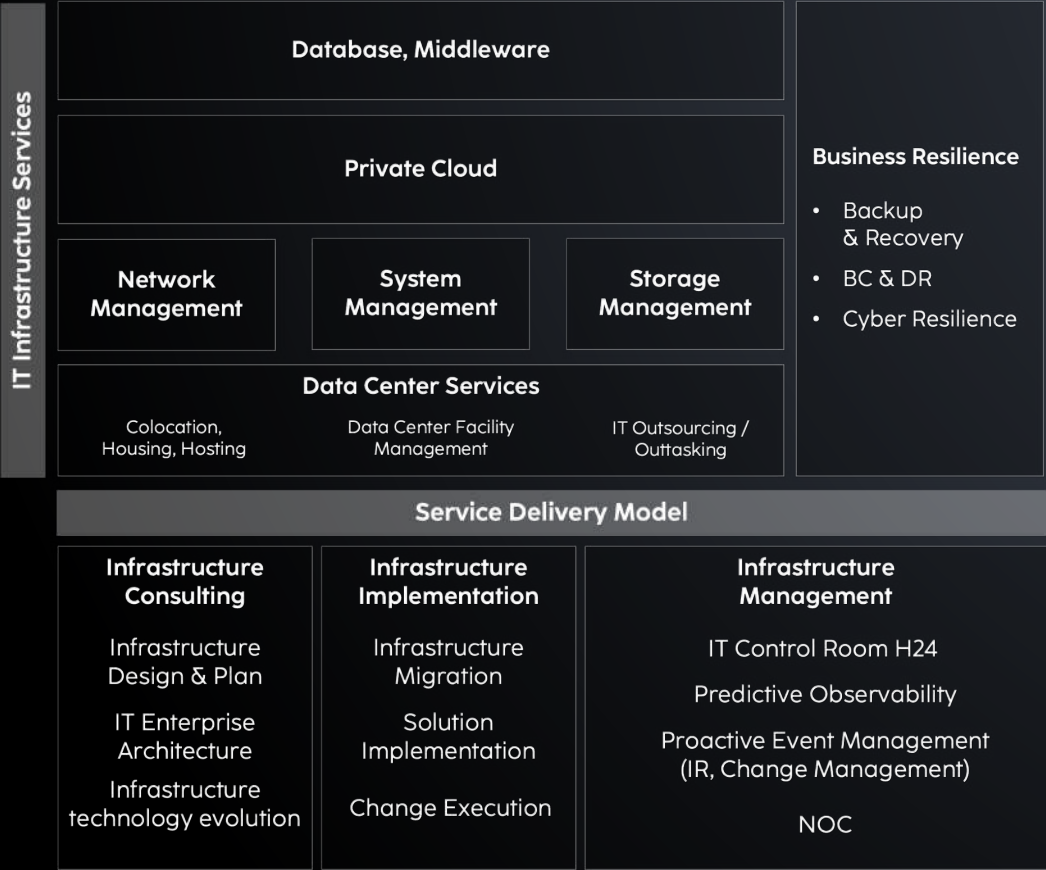 IT Infrastructure Services
Database, Middleware
Private Cloud
Network
Management
System
Management
Storage
Management
Data Center Services
Colocation,
Housing, Hosting
Data Center Facility
Management
IT Outsourcing /
Outtasking
Business Resilience
• Backup
& Recovery
• BC & DR
• Cyber Resilience
Service Delivery Model
Infrastructure
Consulting
Infrastructure
Design & Plan
IT Enterprise
Architecture
Infrastructure
technology evolution
Infrastructure
Implementation
Infrastructure
Migration
Solution
Implementation
Change Execution
Infrastructure
Management
IT Control Room H24
Predictive Observability
Proactive Event Management
(IR, Change Management)
NOC